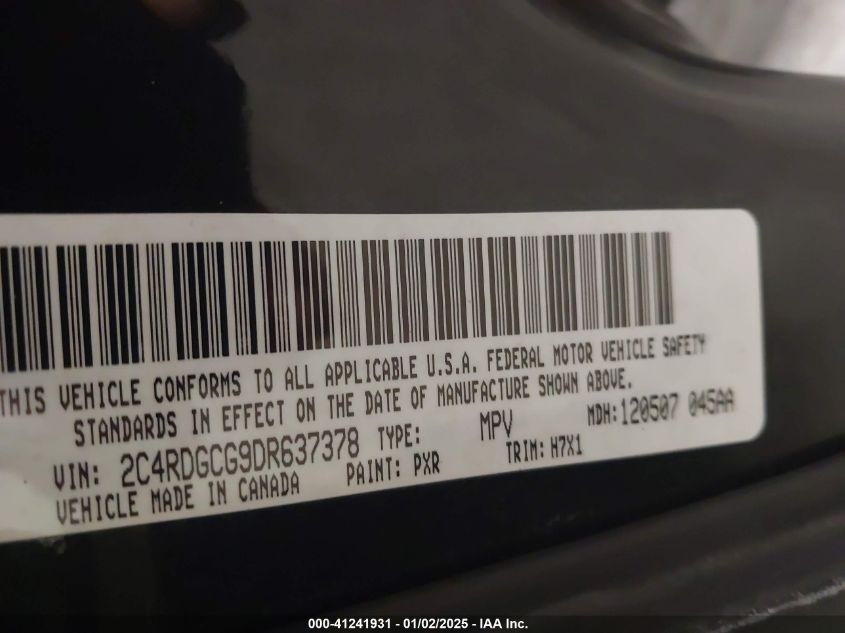 THIS VEHICLE CONFORMS TO ALL APPLICABLE U.S.A. FEDERAL MOTOR VEHICLE SAFETY
STANDARDS IN EFFECT ON THE DATE OF MANUFACTURE SHOWN ABOVE.
VIN: 2C4RDGCG9DR637378 TYPE: MPV MDH:120507 045AA
VEHICLE MADE IN CANADA PAINT: PXR TRIM: H7X1
000-41241931 - 01/02/2025 - IAA Inc.